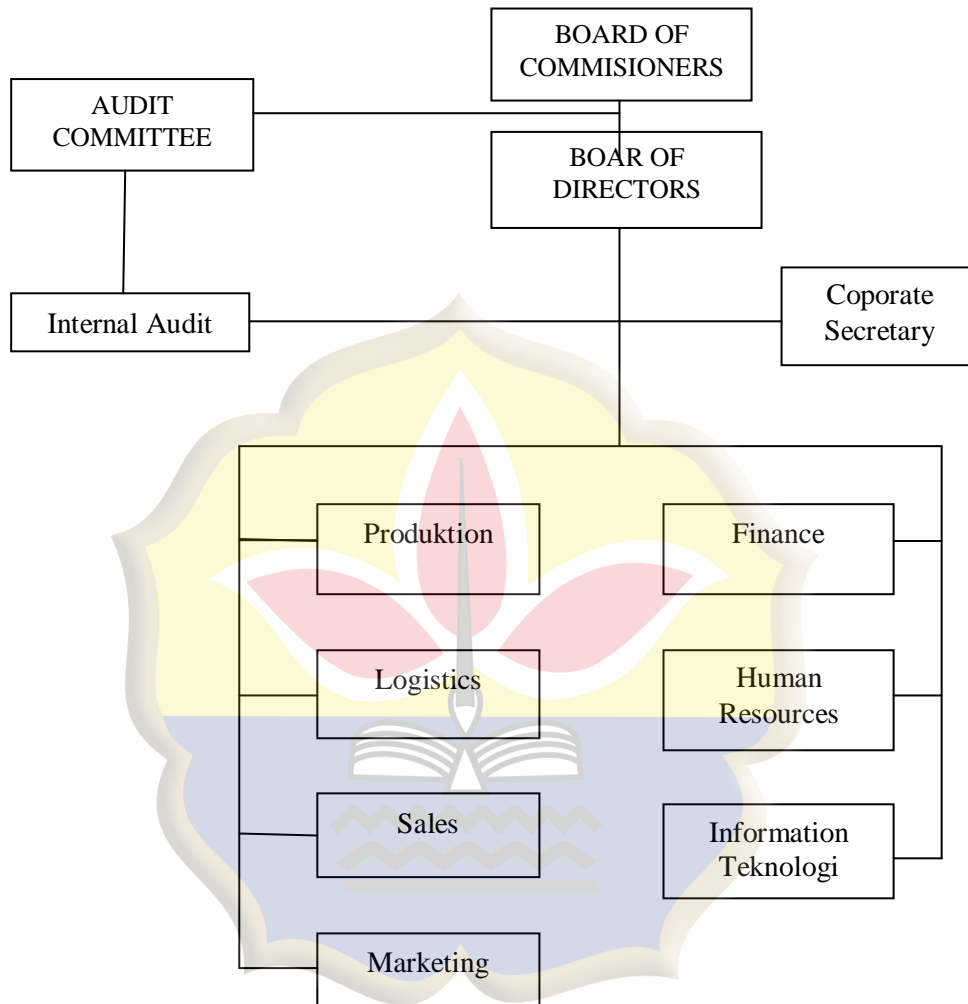 BOARD OF
COMMISIONERS
AUDIT
COMMITTEE
BOAR OF
DIRECTORS
Internal Audit
Coporate
Secretary
Produktion
Finance
Logistics
Human
Resources
Sales
Information
Teknologi
Marketing